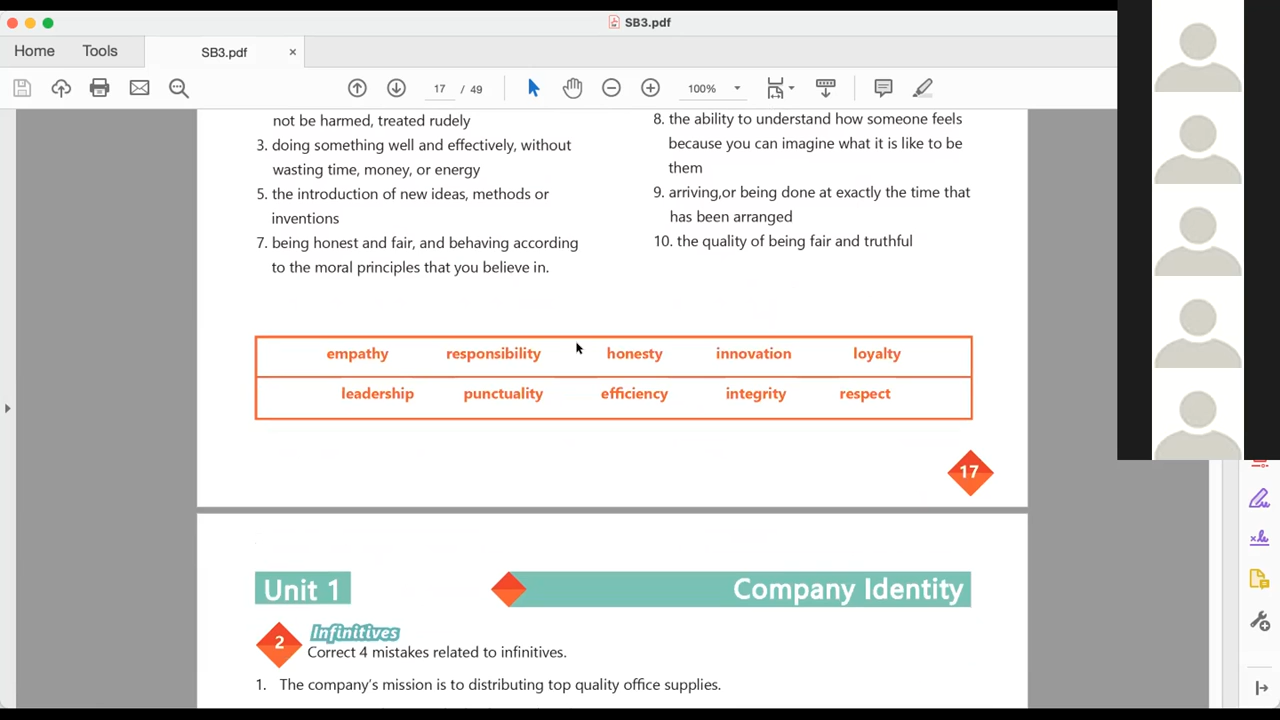 SB3.pdf
Home
Tools
SB3.pdf
×
17 / 49
100%
not be harmed, treated rudely
3. doing something well and effectively, without
wasting time, money, or energy
5. the introduction of new ideas, methods or
inventions
7. being honest and fair, and behaving according
to the moral principles that you believe in.
8. the ability to understand how someone feels
because you can imagine what it is like to be
them
9. arriving,or being done at exactly the time that
has been arranged
10. the quality of being fair and truthful
empathy responsibility honesty innovation loyalty
leadership punctuality efficiency integrity respect
17
Unit 1
Company Identity
2
Infinitives
Correct 4 mistakes related to infinitives.
1. The company's mission is to distributing top quality office supplies.